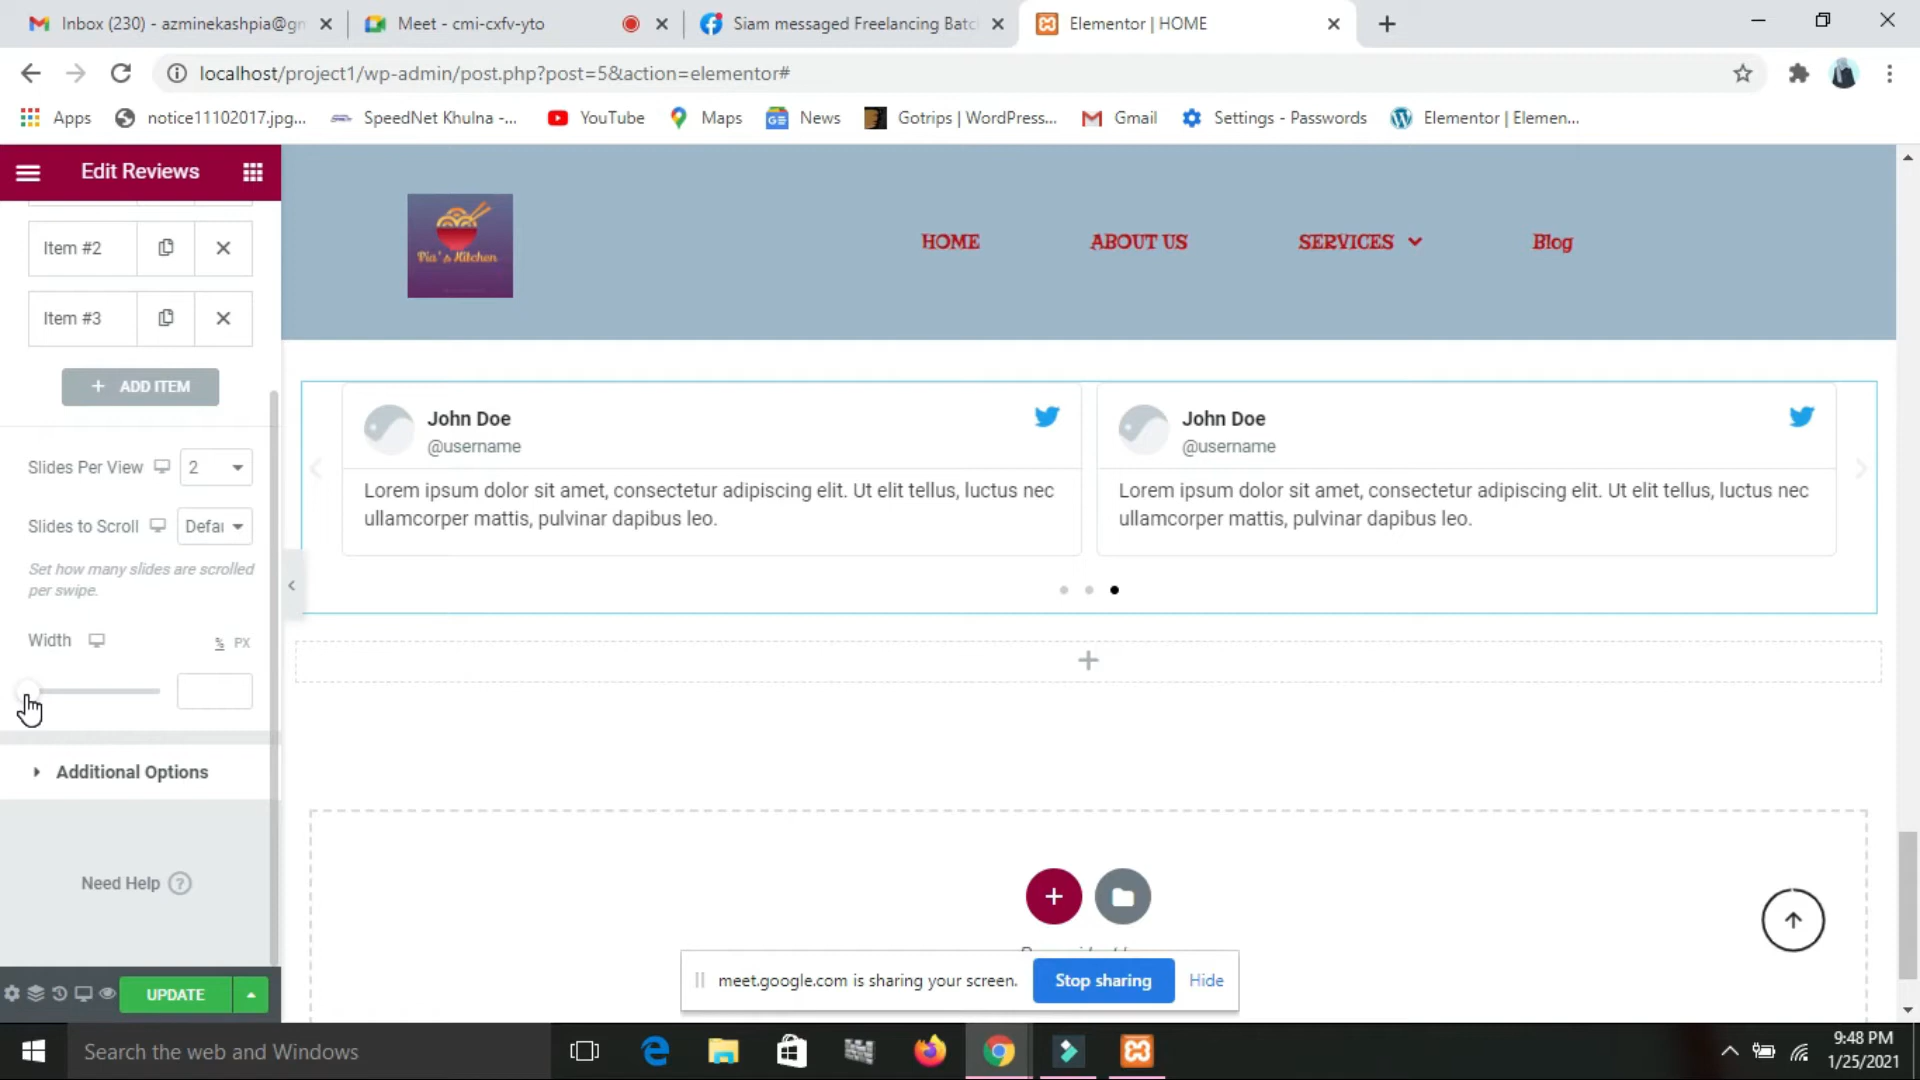 Inbox (230) - azminekashpia@gn
Meet - cmi-cxfv-yto
Siam messaged Freelancing Batc
Elementor | HOME
localhost/project1/wp-admin/post.php?post=5&action=elementor#
Apps
notice11102017.jpg...
SpeedNet Khulna -...
YouTube
Maps
News
Gotrips | WordPress...
Gmail
Settings - Passwords
Elementor | Elemen...
Edit Reviews
Pia's Kitchen
HOME
ABOUT US
SERVICES
Blog
Item #2
Item #3
+ ADD ITEM
Slides Per View
2
Slides to Scroll
Defau
Set how many slides are scrolled
per swipe.
Width
% PX
Additional Options
Need Help ?
UPDATE
John Doe
@username
Lorem ipsum dolor sit amet, consectetur adipiscing elit. Ut elit tellus, luctus nec
ullamcorper mattis, pulvinar dapibus leo.
John Doe
@username
Lorem ipsum dolor sit amet, consectetur adipiscing elit. Ut elit tellus, luctus nec
ullamcorper mattis, pulvinar dapibus leo.
meet.google.com is sharing your screen.
Stop sharing
Hide
Search the web and Windows
9:48 PM
1/25/2021